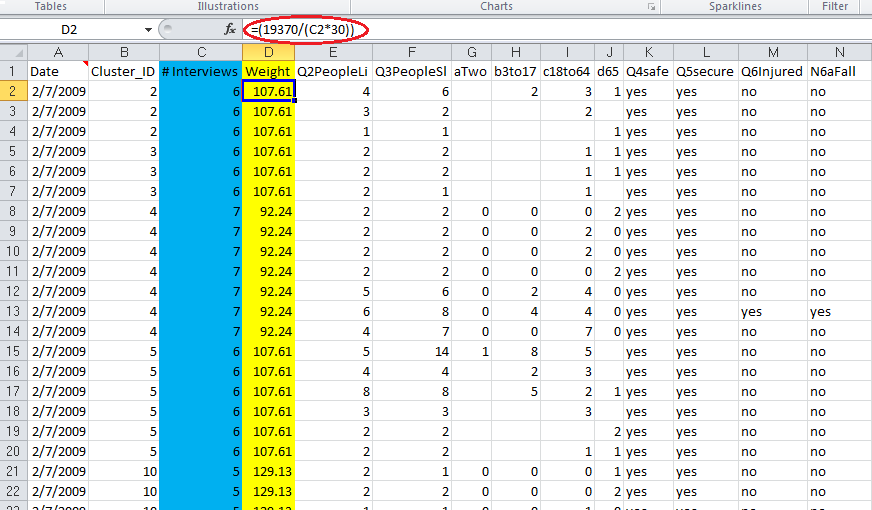 Tables Illustrations Charts Sparklines Filter
D2 fx =(19370/(C2*30))
A B C D E F G H I J K L M N
1 Date Cluster_ID # Interviews Weight Q2PeopleLi Q3PeopleSl aTwo b3to17 c18to64 d65 Q4safe Q5secure Q6Injured N6aFall
2 2/7/2009 2 6 107.61 4 6 2 3 1 yes yes no no
3 2/7/2009 2 6 107.61 3 2 2 yes yes no no
4 2/7/2009 2 6 107.61 1 1 1 yes yes no no
5 2/7/2009 3 6 107.61 2 2 1 1 yes yes no no
6 2/7/2009 3 6 107.61 2 2 1 1 yes yes no no
7 2/7/2009 3 6 107.61 2 1 1 yes yes no no
8 2/7/2009 4 7 92.24 2 2 0 0 0 2 yes yes no no
9 2/7/2009 4 7 92.24 2 2 0 0 2 0 yes yes no no
10 2/7/2009 4 7 92.24 2 2 0 0 2 0 yes yes no no
11 2/7/2009 4 7 92.24 2 2 0 0 0 2 yes yes no no
12 2/7/2009 4 7 92.24 5 6 0 2 4 0 yes yes no no
13 2/7/2009 4 7 92.24 6 8 0 4 4 0 yes yes yes yes
14 2/7/2009 4 7 92.24 4 7 0 0 7 0 yes yes no no
15 2/7/2009 5 6 107.61 5 14 1 8 5 yes yes no no
16 2/7/2009 5 6 107.61 4 4 2 3 yes yes no no
17 2/7/2009 5 6 107.61 8 8 5 2 1 yes yes no no
18 2/7/2009 5 6 107.61 3 3 3 yes yes no no
19 2/7/2009 5 6 107.61 2 2 2 yes yes no no
20 2/7/2009 5 6 107.61 2 2 1 1 yes yes no no
21 2/7/2009 10 5 129.13 2 1 0 0 0 1 yes yes no no
22 2/7/2009 10 5 129.13 2 2 0 0 0 2 yes yes no no